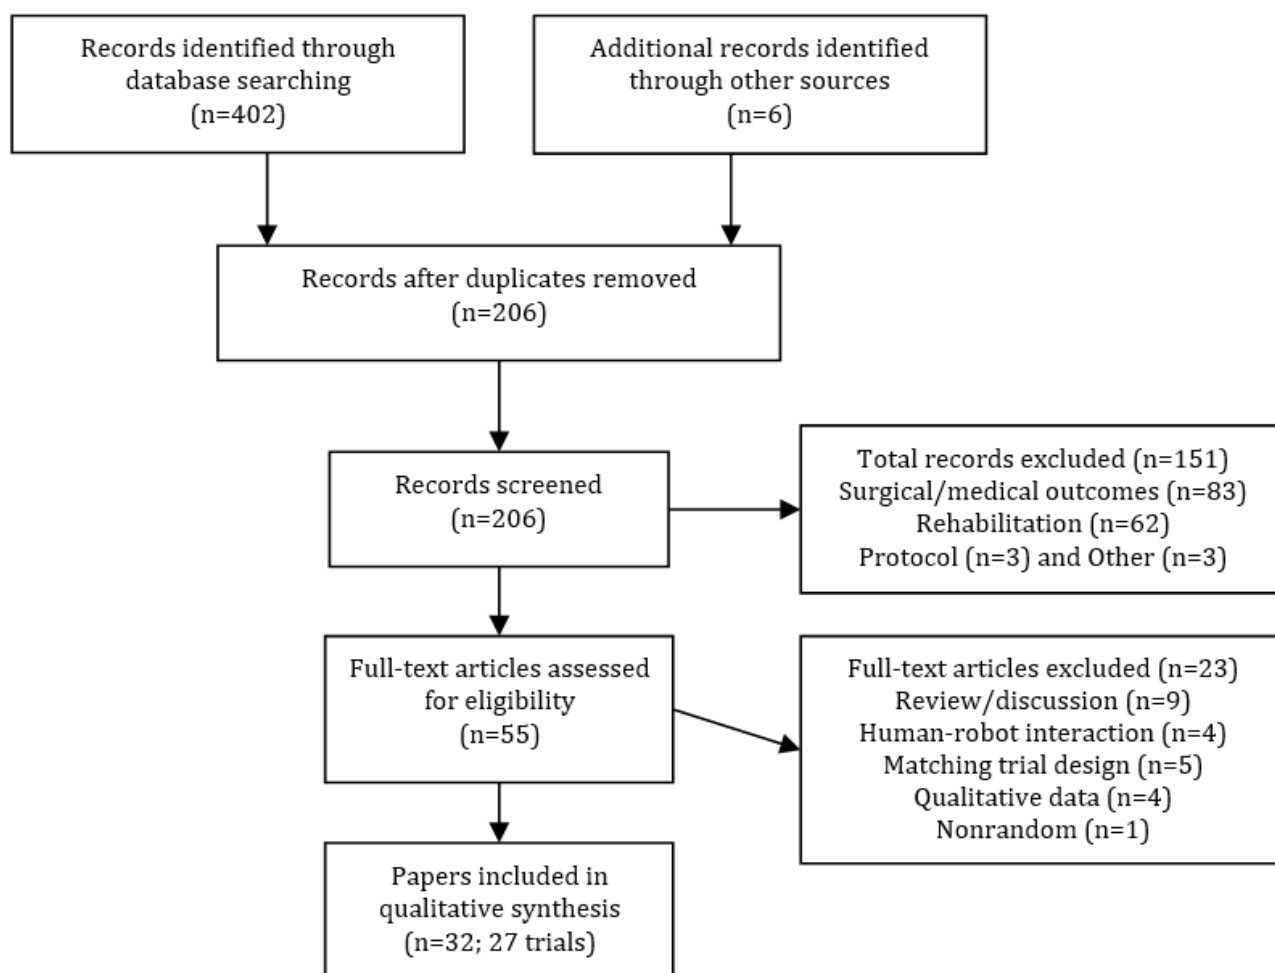 Records identified through
database searching
(n=402)
Additional records identified
through other sources
(n=6)
Records after duplicates removed
(n=206)
Records screened
(n=206)
Total records excluded (n=151)
Surgical/medical outcomes (n=83)
Rehabilitation (n=62)
Protocol (n=3) and Other (n=3)
Full-text articles assessed
for eligibility
(n=55)
Full-text articles excluded (n=23)
Review/discussion (n=9)
Human-robot interaction (n=4)
Matching trial design (n=5)
Qualitative data (n=4)
Nonrandom (n=1)
Papers included in
qualitative synthesis
(n=32; 27 trials)